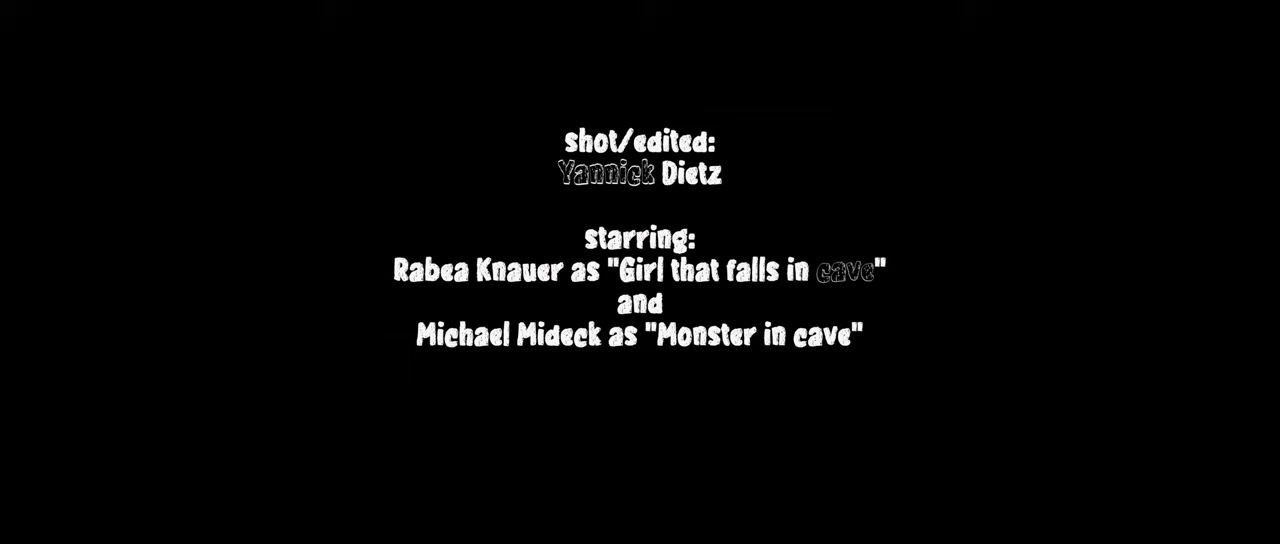 shot/edited:
Yannick Dietz
starring:
Rabea Knauer as "Girl that falls in cave"
and
Michael Mideck as "Monster in cave"